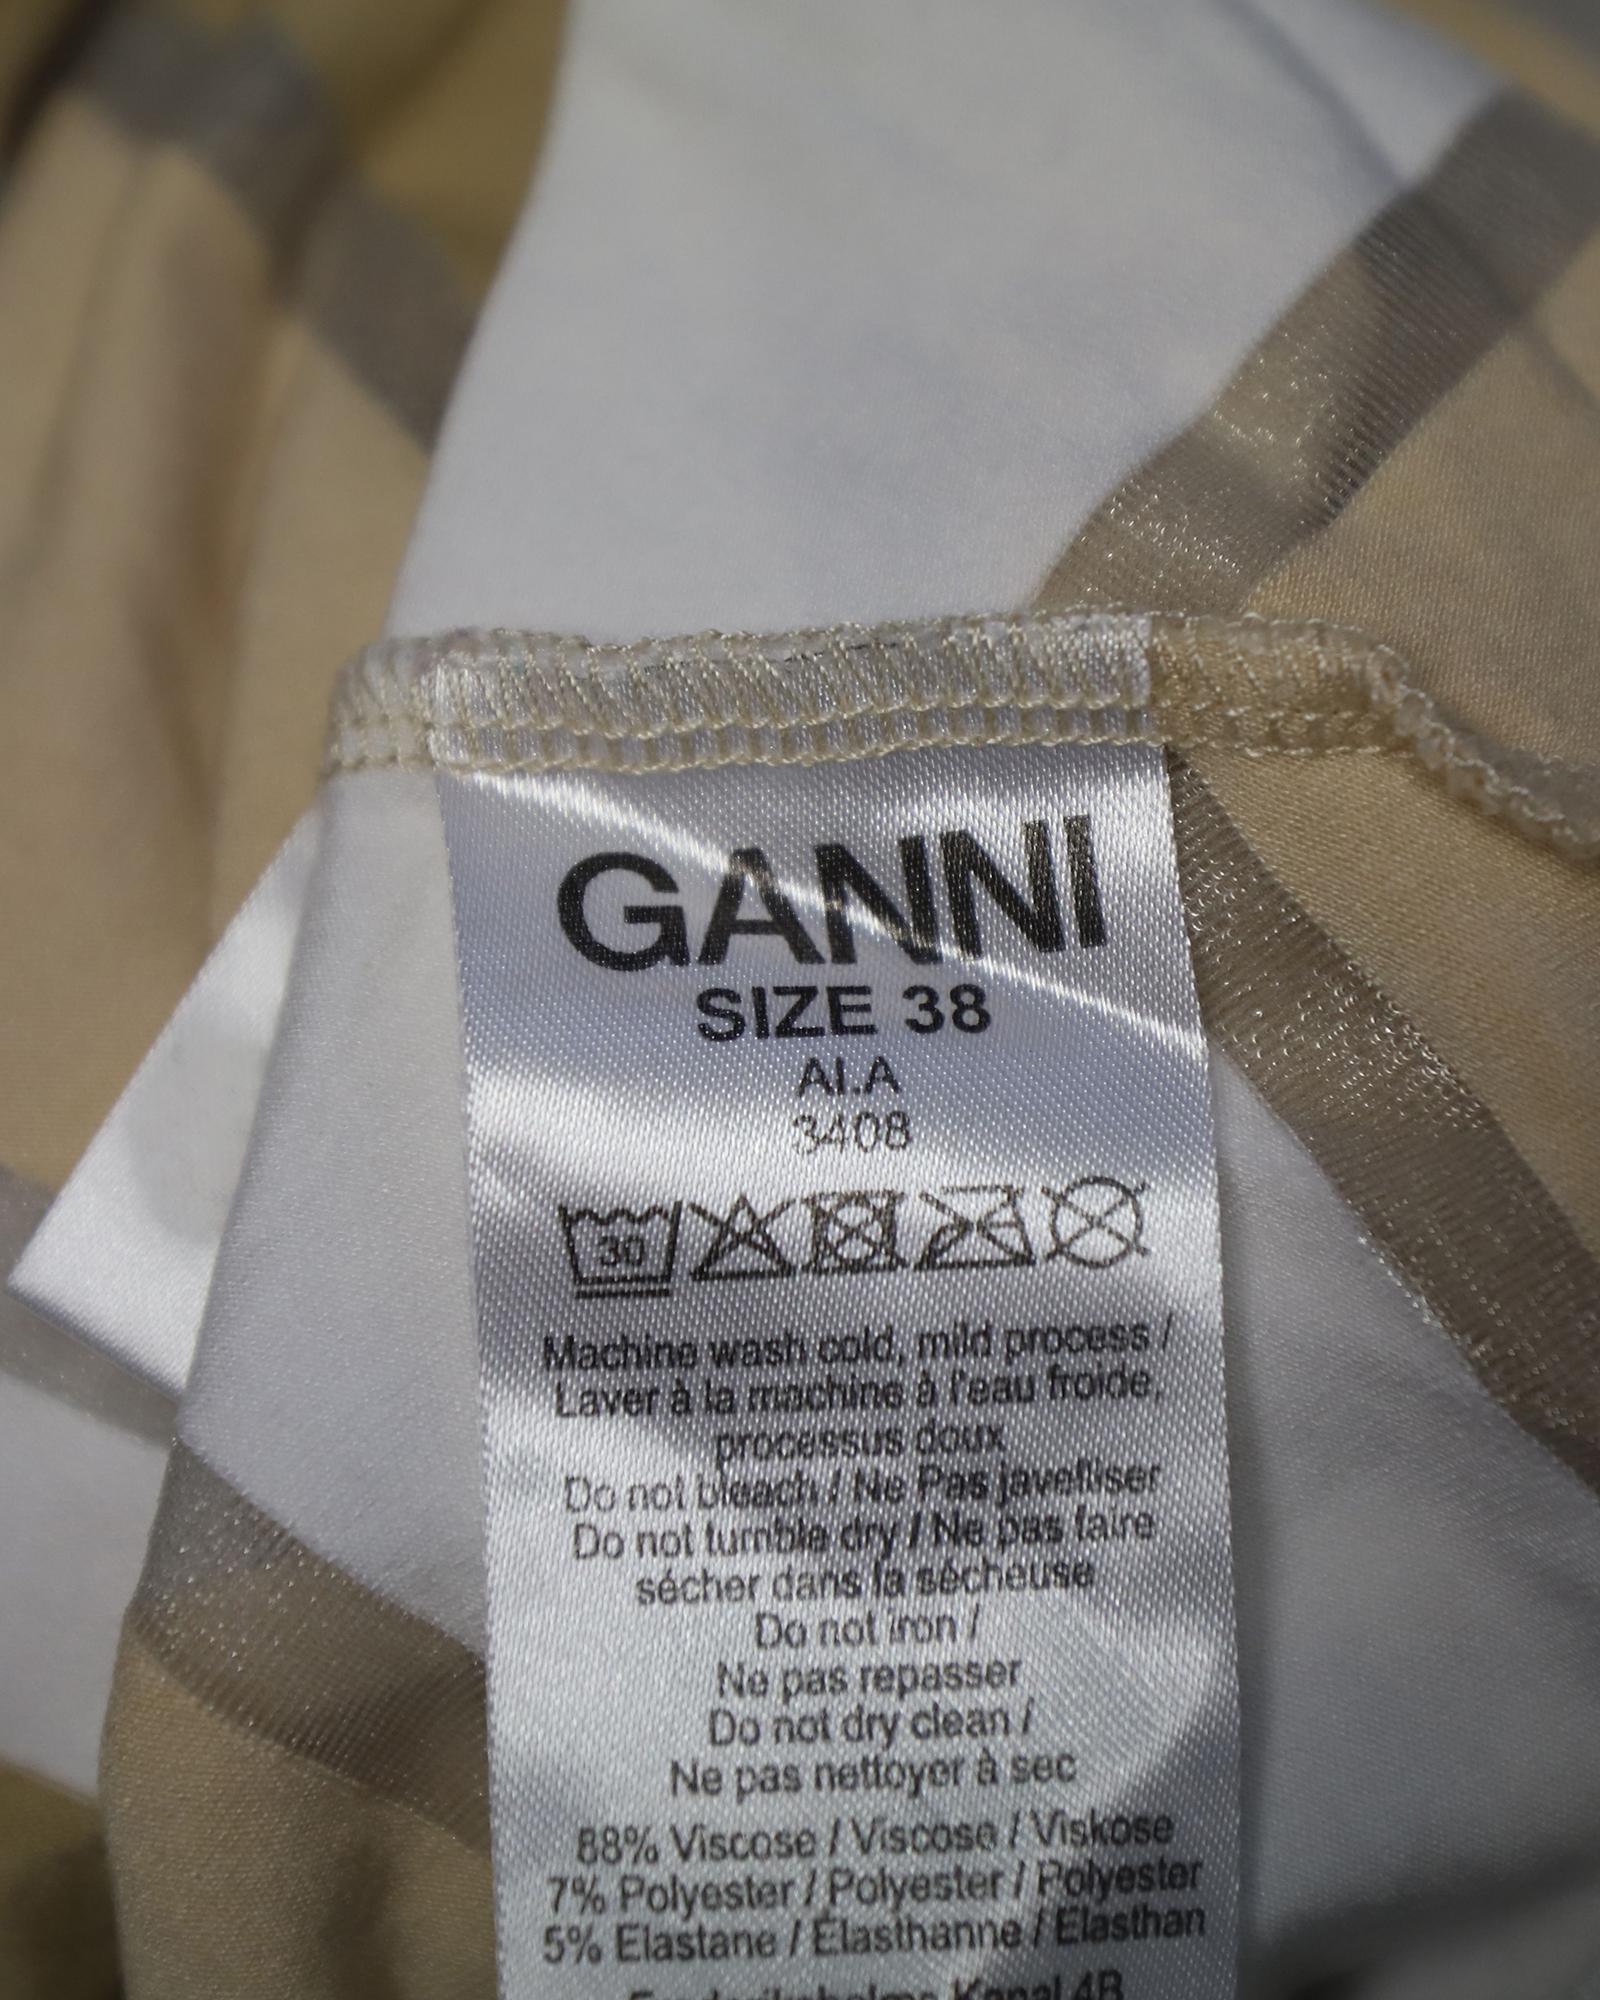 GANNI
SIZE 38
AI.A
3408
30
Machine wash cold, mild process /
Laver à la machine à l'eau froide,
processus doux
Do not bleach / Ne Pas javelliser
Do not tumble dry / Ne pas faire
sécher dans la sécheuse
Do not iron /
Ne pas repasser
Do not dry clean /
Ne pas nettoyer à sec
88% Viscose / Viscose / Viskose
7% Polyester / Polyester / Polyester
5% Elastane / Élasthanne / Elasthan
Frederiksholms Kanal 4B